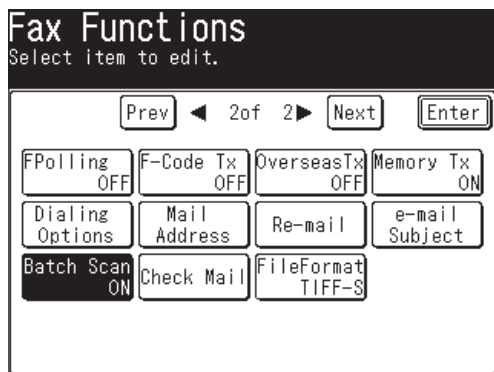 Fax Functions
Select item to edit.
Prev ◀ 2of 2▶ Next Enter
FPolling OFF
F-Code Tx OFF
OverseasTx OFF
Memory Tx ON
Dialing Options
Mail Address
Re-mail
e-mail Subject
Batch Scan ON
Check Mail
FileFormat TIFF-S